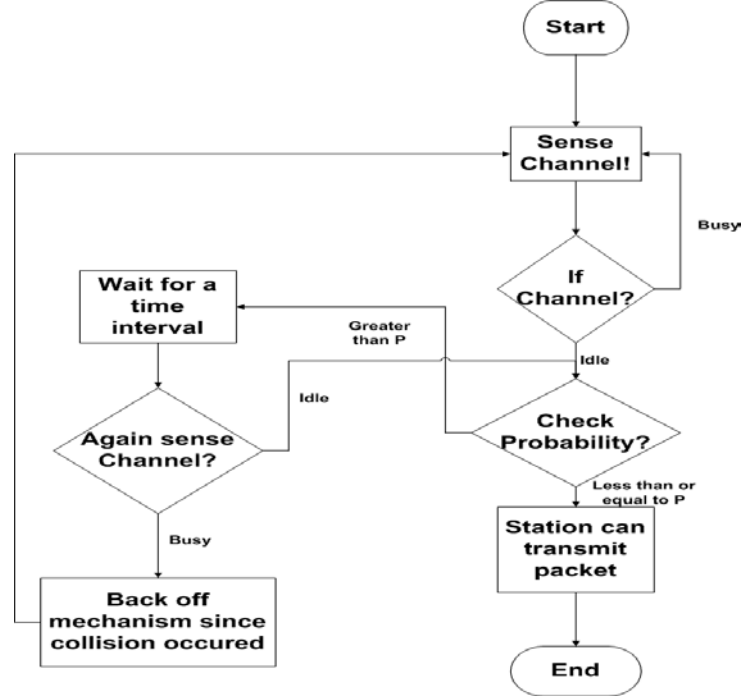 Start
Sense
Channel!
Busy
If
Channel?
Wait for a
time
interval
Greater
than P
Idle
Idle
Check
Probability?
Again sense
Channel?
Less than or
equal to P
Station can
transmit
packet
Busy
Back off
mechanism since
collision occured
End